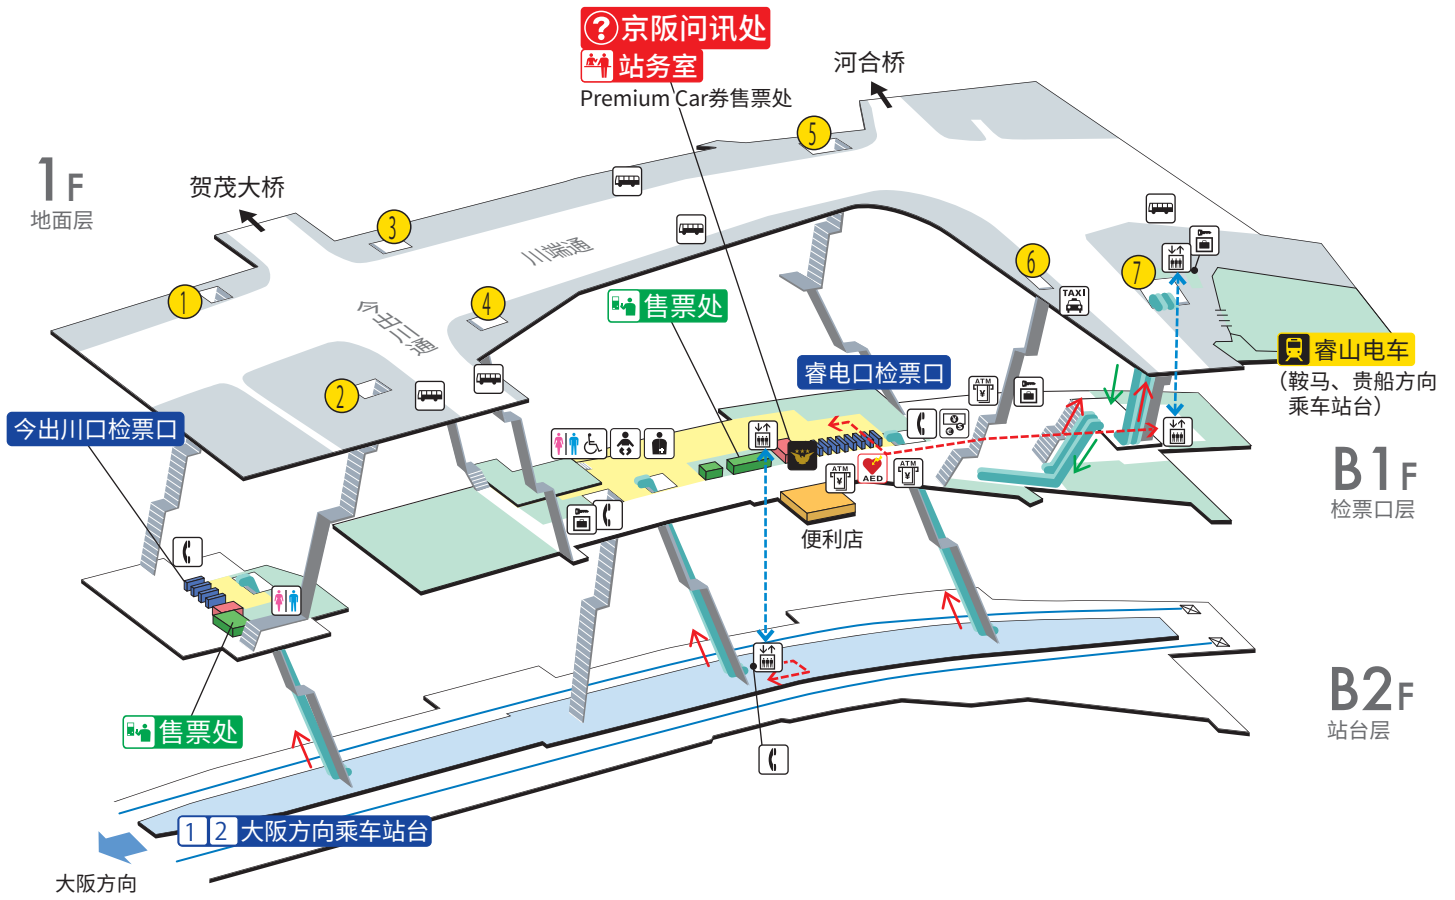 京阪问讯处
站务室
Premium Car券售票处
河合桥
1F
地面层
贺茂大桥
5
3
川端通
7
6
TAXI
1
4
今出川通
售票处
2
睿山电车
（鞍马、贵船方向
乘车站台）
睿电口检票口
ATM
今出川口检票口
B1F
检票口层
ATM
AED
ATM
便利店
B2F
站台层
售票处
1 2 大阪方向乘车站台
大阪方向